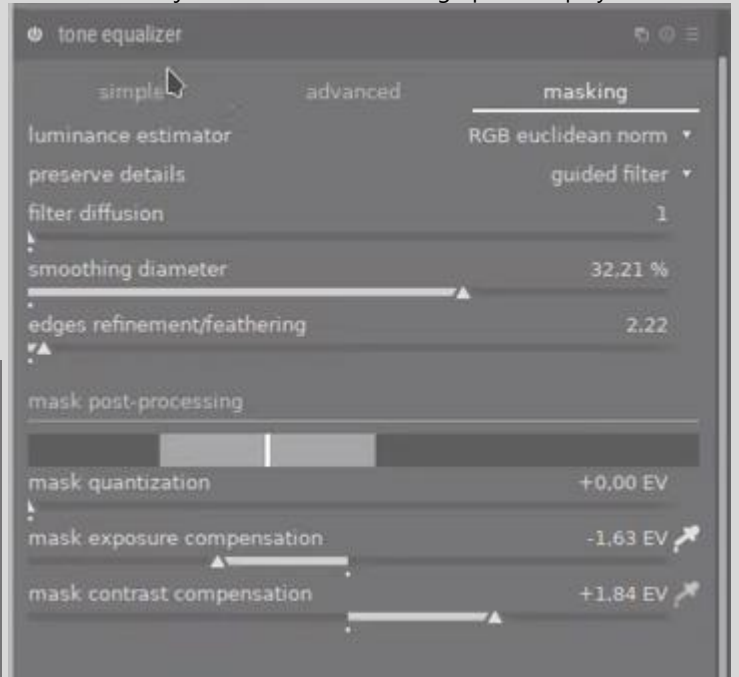 tone equalizer
simple advanced masking
luminance estimator RGB euclidean norm
preserve details guided filter
filter diffusion 1
smoothing diameter 32,21 %
edges refinement/feathering 2,22
mask post-processing
mask quantization +0,00 EV
mask exposure compensation -1,63 EV
mask contrast compensation +1,84 EV